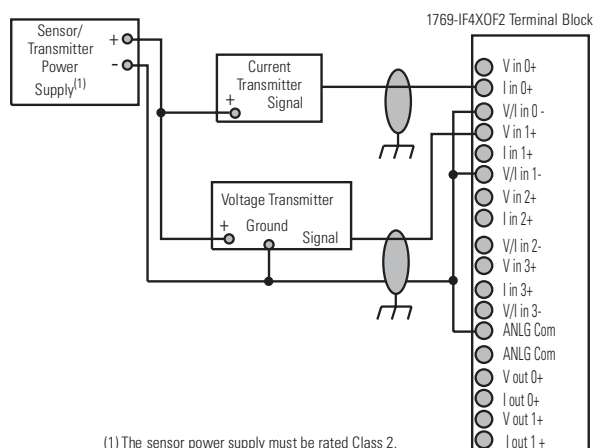 1769-IF4XOF2 Terminal Block
Sensor/
Transmitter
Power
Supply(1)
+
-
Current
Transmitter
Signal
+
Voltage Transmitter
+
Ground
Signal
V in 0+
I in 0+
V/I in 0 -
V in 1+
I in 1+
V/I in 1-
V in 2+
I in 2+
V/I in 2-
V in 3+
I in 3+
V/I in 3-
ANLG Com
ANLG Com
V out 0+
I out 0+
V out 1+
I out 1 +
(1) The sensor power supply must be rated Class 2.